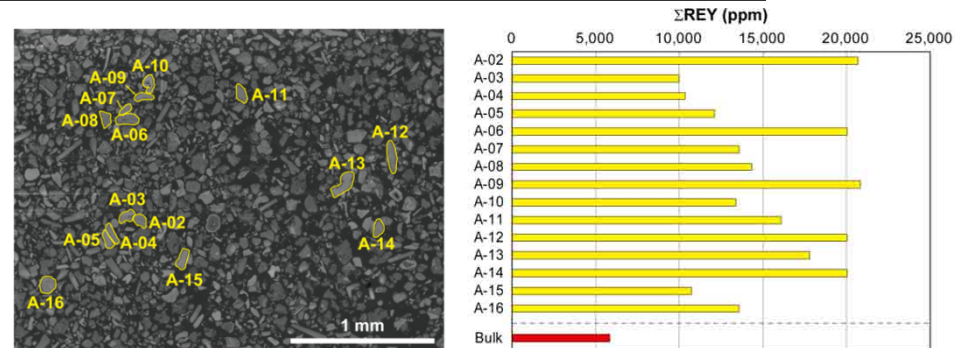 A-10
A-09
A-07
A-08
A-06
A-11
A-12
A-13
A-03
A-02
A-05
A-04
A-14
A-15
A-16
1 mm
ΣREY (ppm)
0 5,000 10,000 15,000 20,000 25,000
A-02
A-03
A-04
A-05
A-06
A-07
A-08
A-09
A-10
A-11
A-12
A-13
A-14
A-15
A-16
Bulk